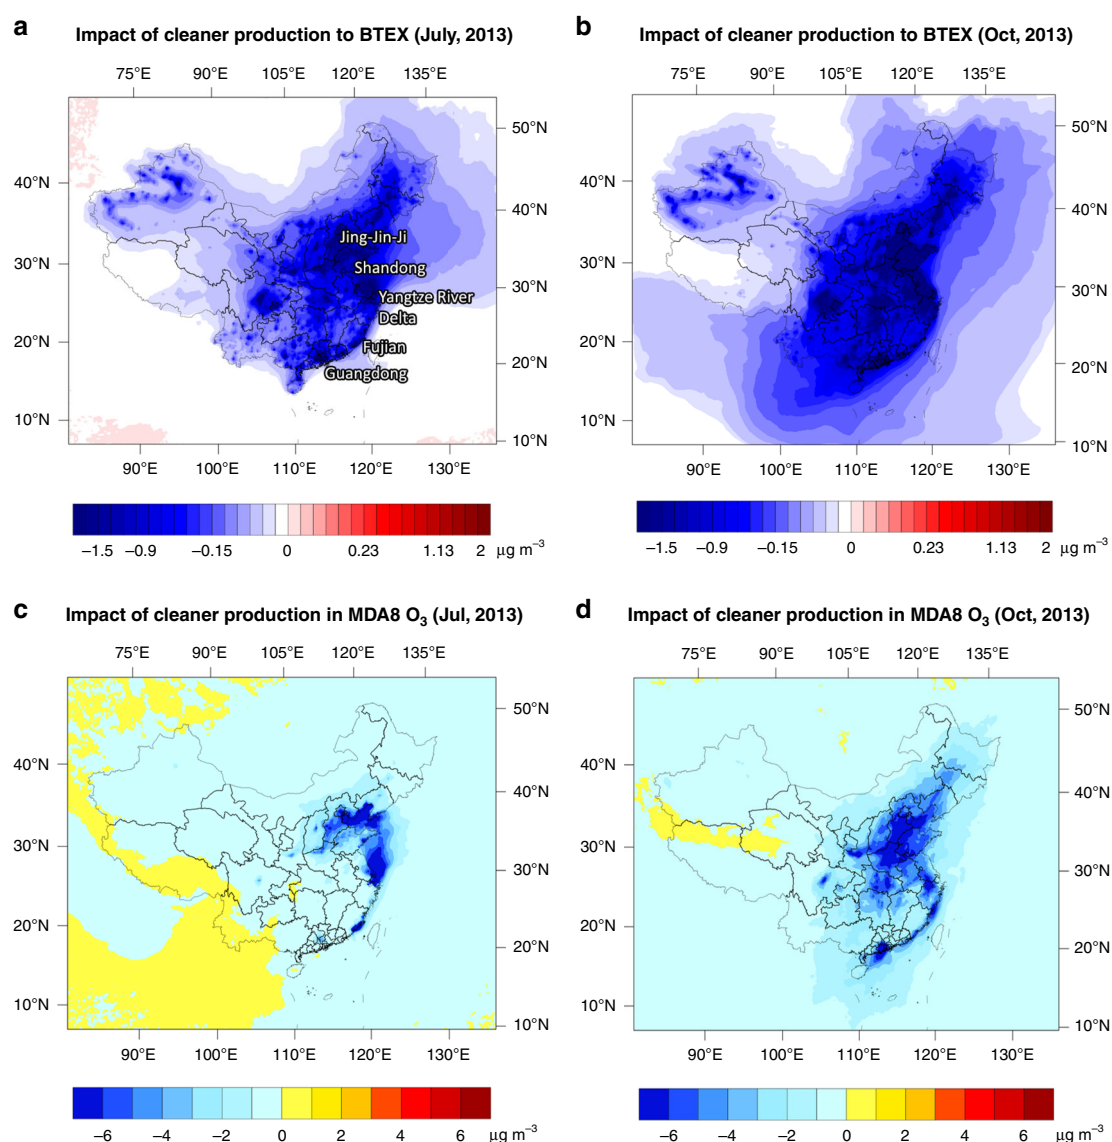 a
Impact of cleaner production to BTEX (July, 2013)
75°E 90°E 105°E 120°E 135°E
50°N
40°N
40°N
Jing-Jin-Ji
30°N
Shandong
30°N
Yangtze River
Delta
20°N
Fujian
20°N
Guangdong
10°N
10°N
90°E 100°E 110°E 120°E 130°E
−1.5 −0.9 −0.15 0 0.23 1.13 2 μg m⁻³
b
Impact of cleaner production to BTEX (Oct, 2013)
75°E 90°E 105°E 120°E 135°E
50°N
40°N
40°N
30°N
30°N
20°N
20°N
10°N
10°N
90°E 100°E 110°E 120°E 130°E
−1.5 −0.9 −0.15 0 0.23 1.13 2 μg m⁻³
c
Impact of cleaner production in MDA8 O₃ (Jul, 2013)
75°E 90°E 105°E 120°E 135°E
50°N
40°N
40°N
30°N
30°N
20°N
20°N
10°N
10°N
90°E 100°E 110°E 120°E 130°E
−6 −4 −2 0 2 4 6 μg m⁻³
d
Impact of cleaner production in MDA8 O₃ (Oct, 2013)
75°E 90°E 105°E 120°E 135°E
50°N
40°N
40°N
30°N
30°N
20°N
20°N
10°N
10°N
90°E 100°E 110°E 120°E 130°E
−6 −4 −2 0 2 4 6 μg m⁻³